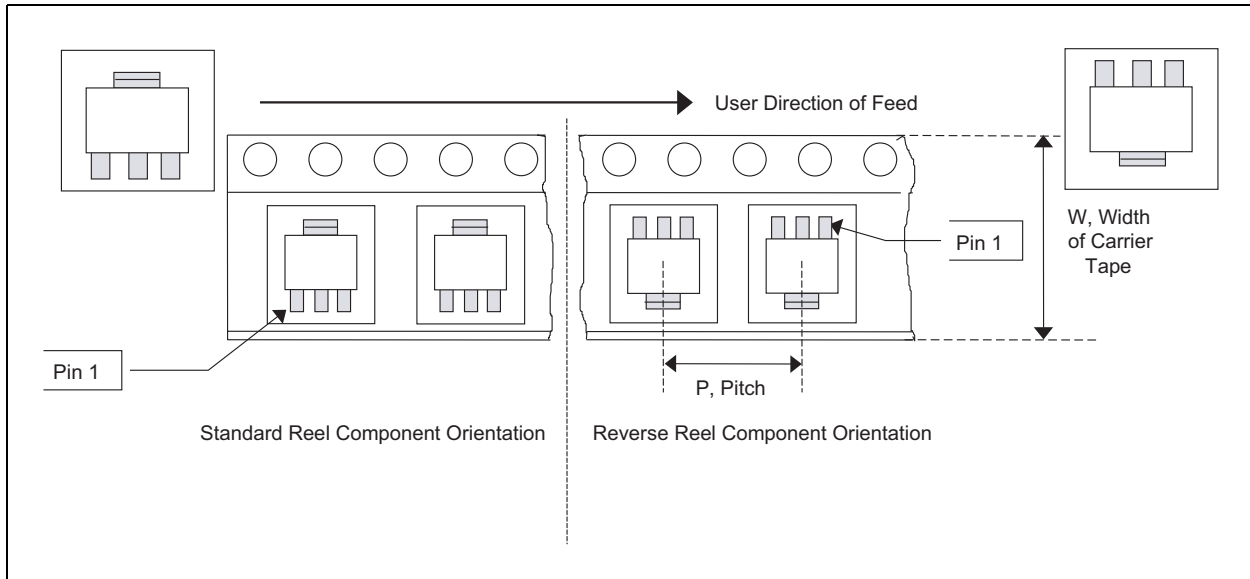 User Direction of Feed
Pin 1
W, Width
of Carrier
Tape
Pin 1
P, Pitch
Standard Reel Component Orientation
Reverse Reel Component Orientation